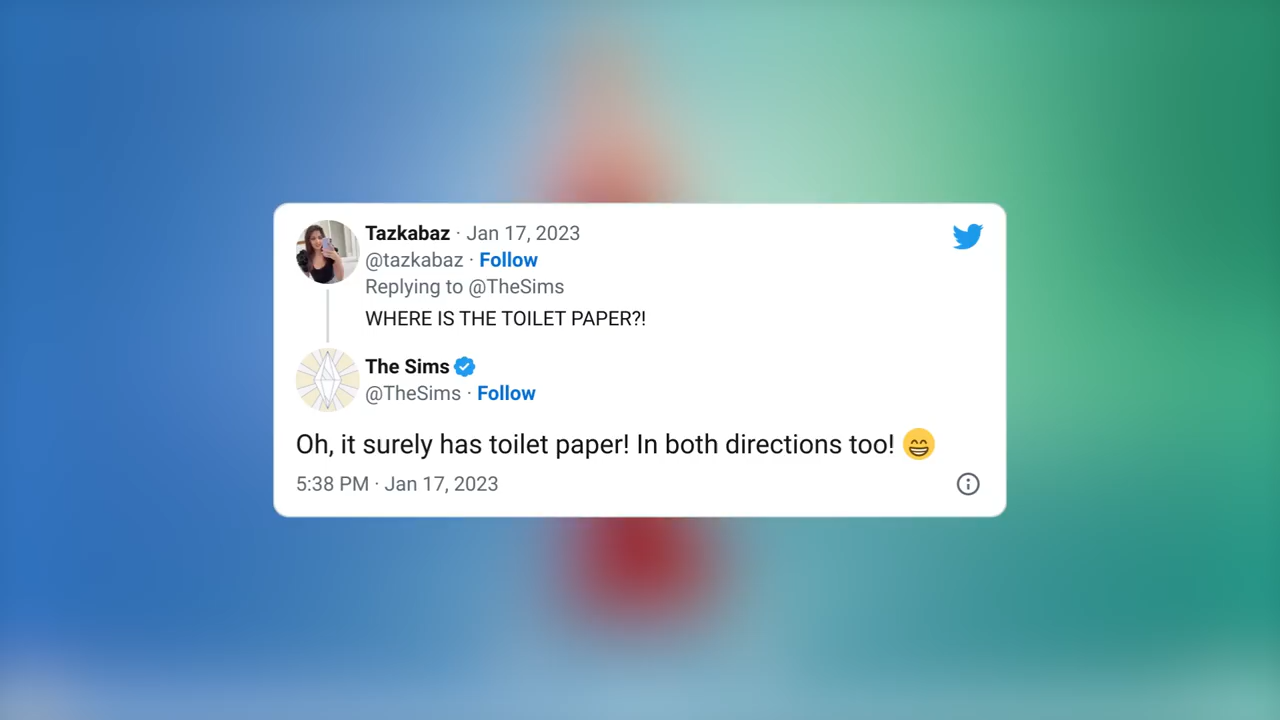 Tazkabaz · Jan 17, 2023
@tazkabaz · Follow
Replying to @TheSims
WHERE IS THE TOILET PAPER?!
The Sims
@TheSims · Follow
Oh, it surely has toilet paper! In both directions too! 😁
5:38 PM · Jan 17, 2023